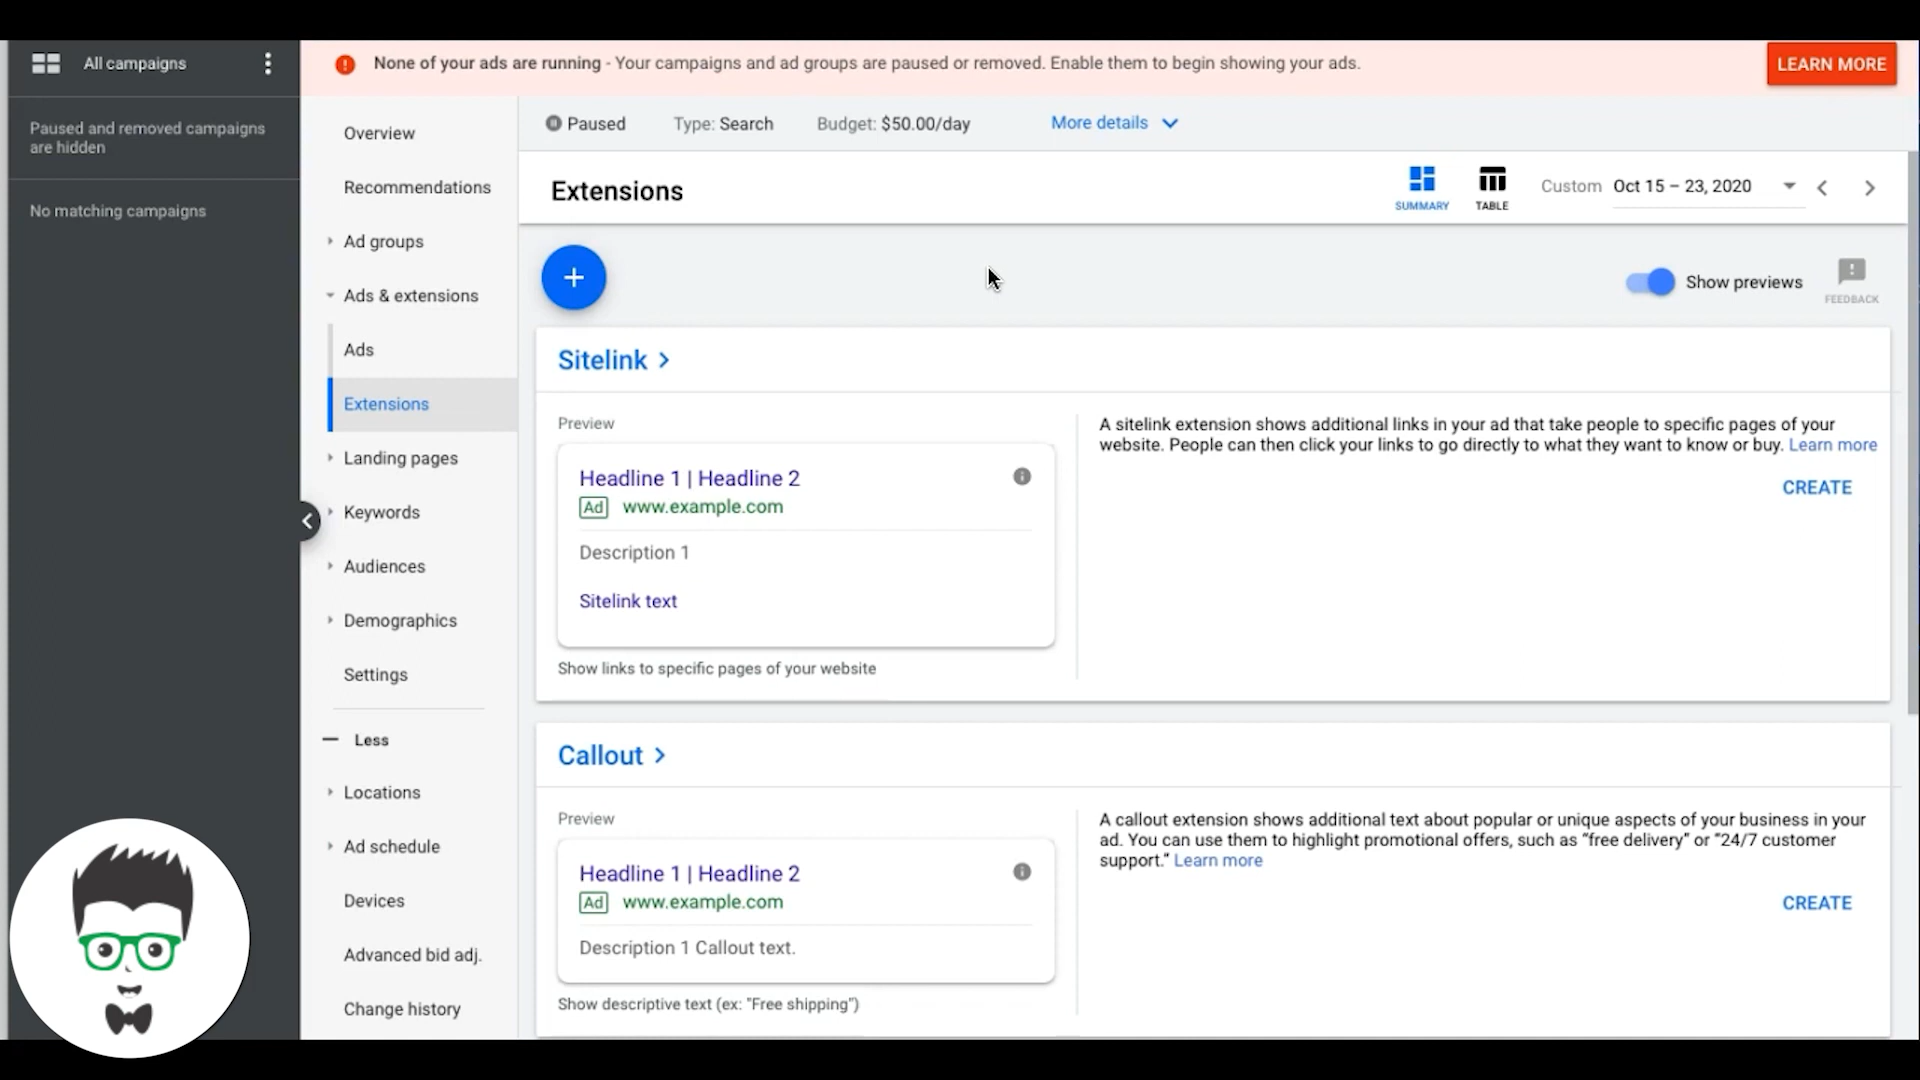 All campaigns
Paused and removed campaigns
are hidden
No matching campaigns
None of your ads are running - Your campaigns and ad groups are paused or removed. Enable them to begin showing your ads.
LEARN MORE
Overview
Recommendations
Ad groups
Ads & extensions
Ads
Extensions
Landing pages
Keywords
Audiences
Demographics
Settings
Less
Locations
Ad schedule
Devices
Advanced bid adj.
Change history
Paused Type: Search Budget: $50.00/day More details
Extensions
SUMMARY
TABLE
Custom Oct 15 – 23, 2020
+
Show previews
FEEDBACK
Sitelink
Preview
Headline 1 | Headline 2
Ad www.example.com
Description 1
Sitelink text
Show links to specific pages of your website
A sitelink extension shows additional links in your ad that take people to specific pages of your
website. People can then click your links to go directly to what they want to know or buy. Learn more
CREATE
Callout
Preview
Headline 1 | Headline 2
Ad www.example.com
Description 1 Callout text.
Show descriptive text (ex: "Free shipping")
A callout extension shows additional text about popular or unique aspects of your business in your
ad. You can use them to highlight promotional offers, such as “free delivery” or “24/7 customer
support.” Learn more
CREATE